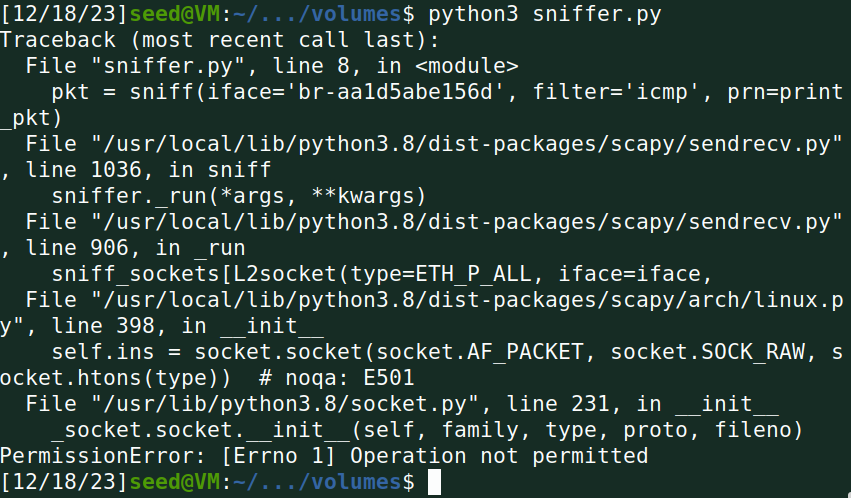 [12/18/23]seed@VM:~/.../volumes$ python3 sniffer.py
Traceback (most recent call last):
  File "sniffer.py", line 8, in <module>
    pkt = sniff(iface='br-aa1d5abe156d', filter='icmp', prn=print
_pkt)
  File "/usr/local/lib/python3.8/dist-packages/scapy/sendrecv.py"
, line 1036, in sniff
    sniffer._run(*args, **kwargs)
  File "/usr/local/lib/python3.8/dist-packages/scapy/sendrecv.py"
, line 906, in _run
    sniff_sockets[L2socket(type=ETH_P_ALL, iface=iface,
  File "/usr/local/lib/python3.8/dist-packages/scapy/arch/linux.p
y", line 398, in __init__
    self.ins = socket.socket(socket.AF_PACKET, socket.SOCK_RAW, s
ocket.htons(type))  # noqa: E501
  File "/usr/lib/python3.8/socket.py", line 231, in __init__
    _socket.socket.__init__(self, family, type, proto, fileno)
PermissionError: [Errno 1] Operation not permitted
[12/18/23]seed@VM:~/.../volumes$